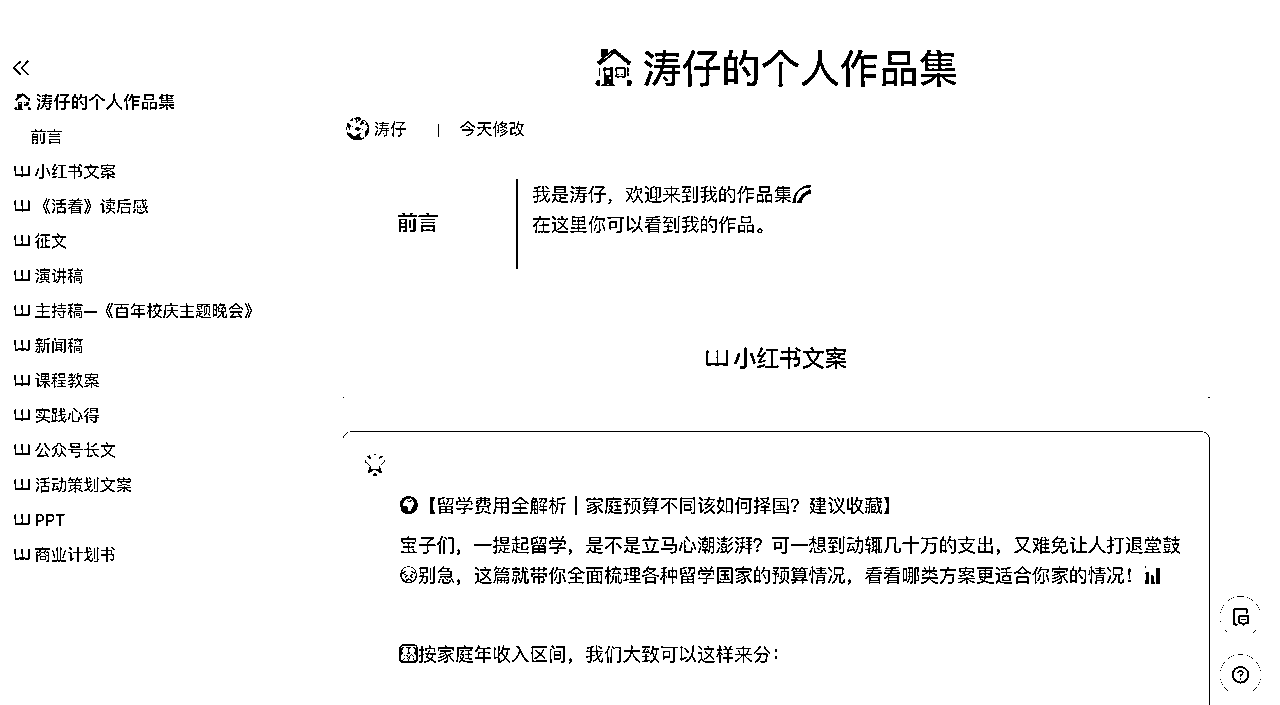 涛仔的个人作品集
前言
小红书文案
《活着》读后感
征文
演讲稿
主持稿—《百年校庆主题晚会》
新闻稿
课程教案
实践心得
公众号长文
活动策划文案
PPT
商业计划书
涛仔的个人作品集
涛仔 | 今天修改
前言
我是涛仔，欢迎来到我的作品集🌈
在这里你可以看到我的作品。
小红书文案
【留学费用全解析｜家庭预算不同该如何择国？建议收藏】
宝子们，一提起留学，是不是立马心潮澎湃？可一想到动辄几十万的支出，又难免让人打退堂鼓
别急，这篇就带你全面梳理各种留学国家的预算情况，看看哪类方案更适合你家的情况！📊
按家庭年收入区间，我们大致可以这样来分：